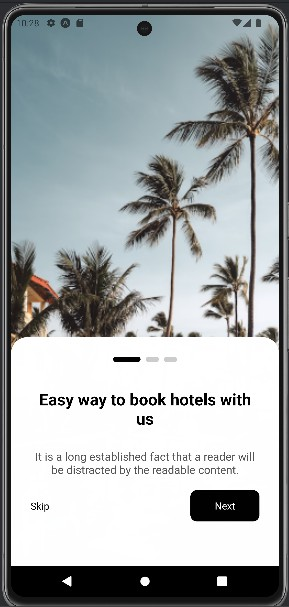 10:28
Easy way to book hotels with
us
It is a long established fact that a reader will
be distracted by the readable content.
Skip
Next